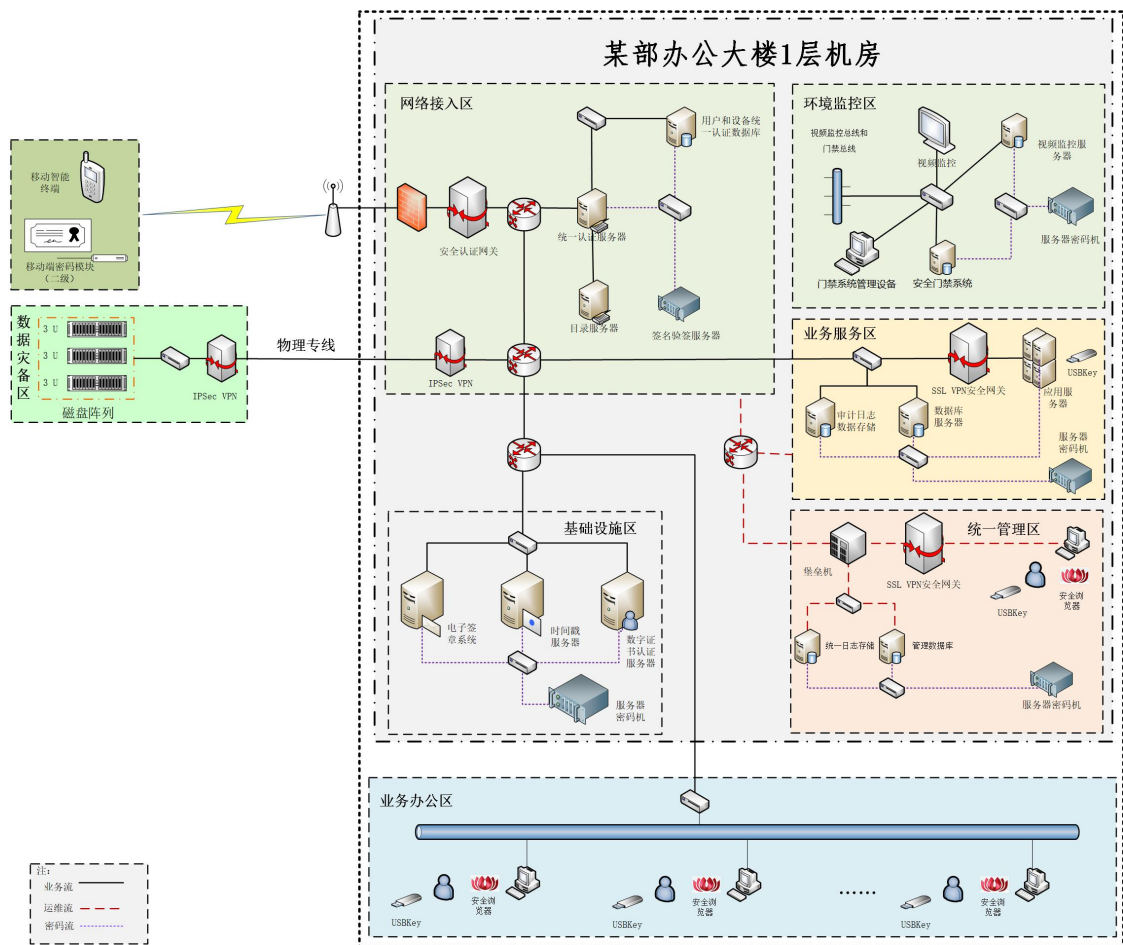 某部办公大楼1层机房
网络接入区
用户和设备统
一认证数据库
安全认证网关
统一认证服务器
目录服务器
签名验签服务器
IPSec VPN
环境监控区
视频监控总线和
门禁总线
视频监控
视频监控服
务器
服务器密码机
门禁系统管理设备
安全门禁系统
移动智能
终端
移动端密码模块
（二级）
数据灾备区
3 U
3 U
3 U
磁盘阵列
IPSec VPN
物理专线
业务服务区
SSL VPN安全网关
USBKey
应用服
务器
审计日志
数据存储
数据库
服务器
服务器
密码机
基础设施区
电子签
章系统
时间戳
服务器
数字证
书认证
服务器
服务器
密码机
统一管理区
堡垒机
SSL VPN安全网关
USBKey
安全浏
览器
统一日志存储
管理数据库
服务器密码机
业务办公区
USBKey
安全浏
览器
USBKey
安全浏
览器
……
USBKey
安全浏
览器
注:
业务流
运维流
密码流